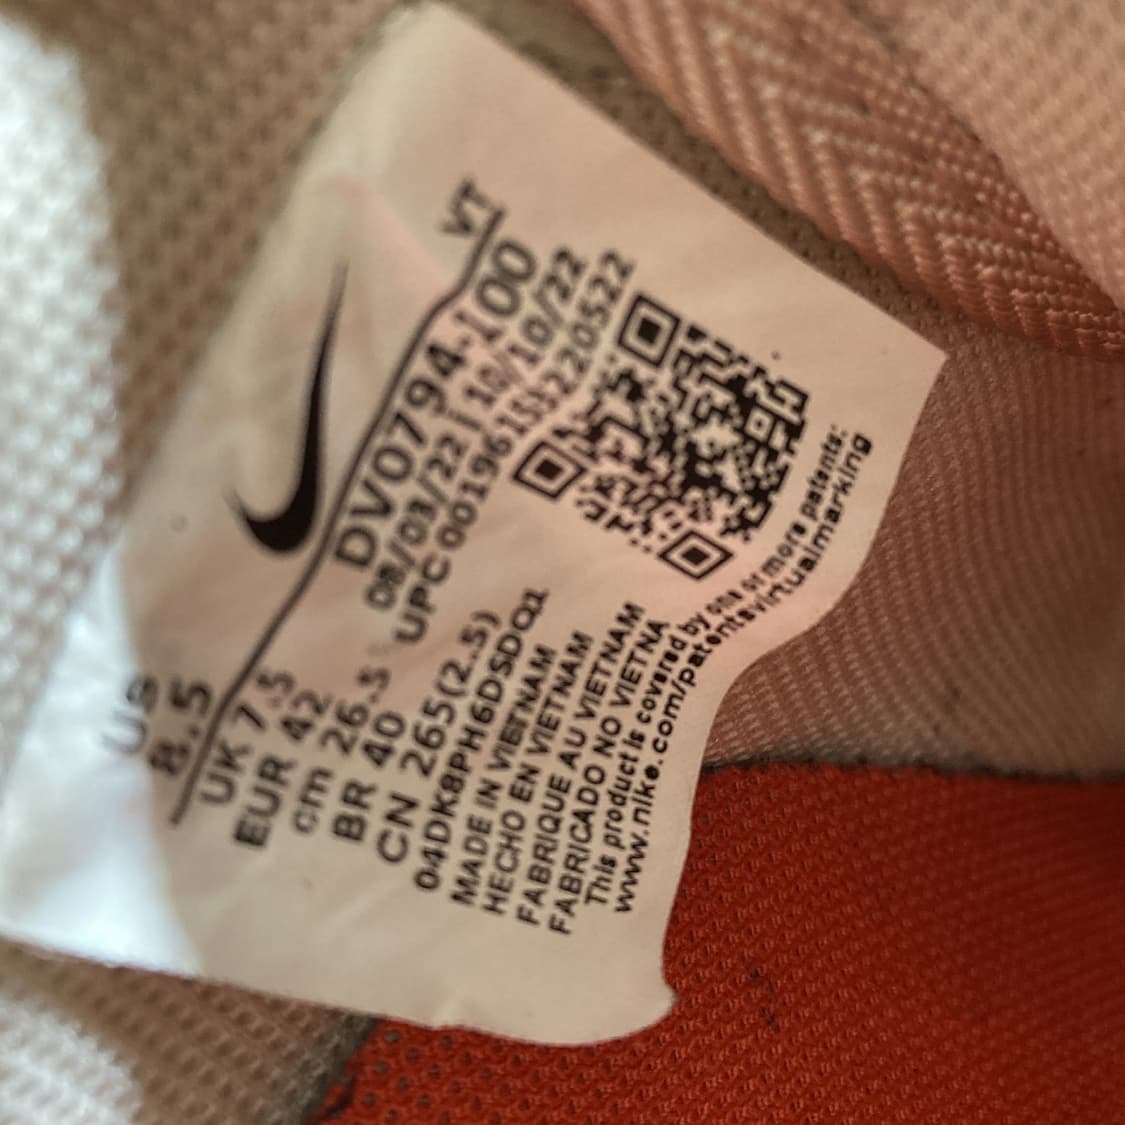 US
8.5
VT
UK 7.5
DV0794-100
EUR 42
08/03/22 | 10/10/22
cm 26.5
UPC 00196153220522
BR 40
CN 265(2.5)
04DK8PH6DSDQ1
MADE IN VIETNAM
HECHO EN VIETNAM
FABRIQUE AU VIETNAM
FABRICADO NO VIETNA
This product is covered by one or more patents:
www.nike.com/patentsvirtualmarking